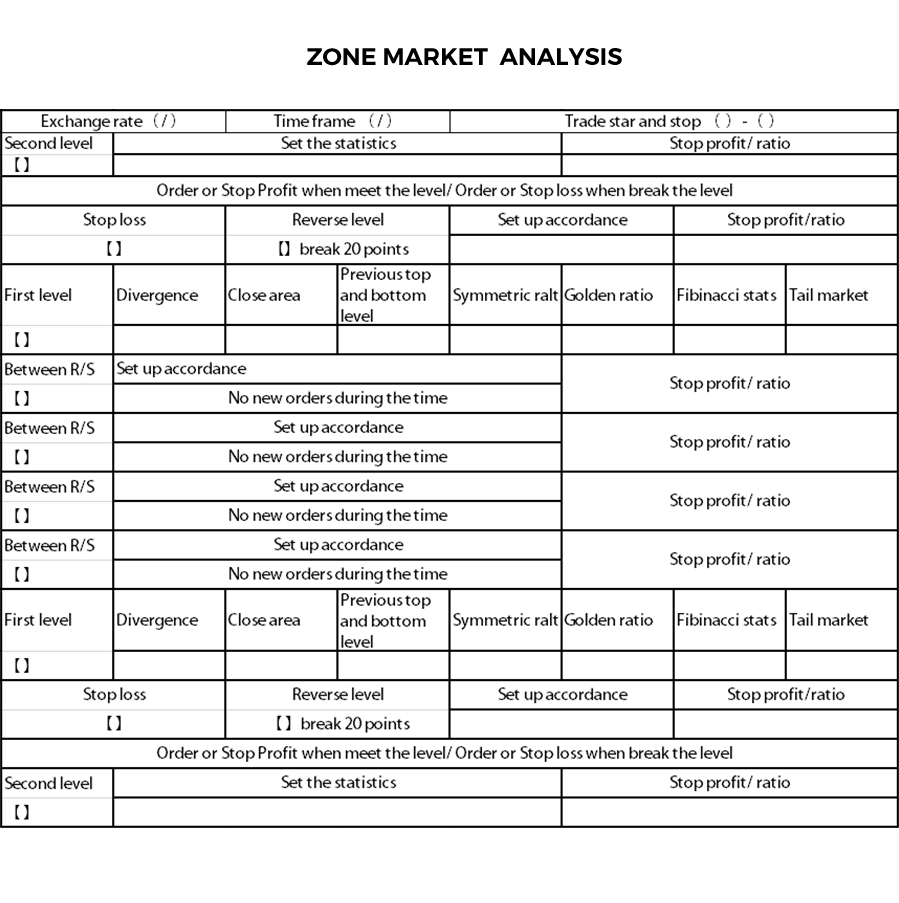 ZONE MARKET ANALYSIS
Exchange rate （/） Time frame （/） Trade star and stop （ ） - （ ）
Second level Set the statistics Stop profit/ ratio
【】
Order or Stop Profit when meet the level/ Order or Stop loss when break the level
Stop loss Reverse level Set up accordance Stop profit/ratio
【】 【】 break 20 points
First level Divergence Close area Previous top and bottom level Symmetric ralt Golden ratio Fibinacci stats Tail market
【】
Between R/S Set up accordance Stop profit/ ratio
【】 No new orders during the time
Between R/S Set up accordance Stop profit/ ratio
【】 No new orders during the time
Between R/S Set up accordance Stop profit/ ratio
【】 No new orders during the time
Between R/S Set up accordance Stop profit/ ratio
【】 No new orders during the time
First level Divergence Close area Previous top and bottom level Symmetric ralt Golden ratio Fibinacci stats Tail market
【】
Stop loss Reverse level Set up accordance Stop profit/ratio
【】 【】 break 20 points
Order or Stop Profit when meet the level/ Order or Stop loss when break the level
Second level Set the statistics Stop profit/ ratio
【】